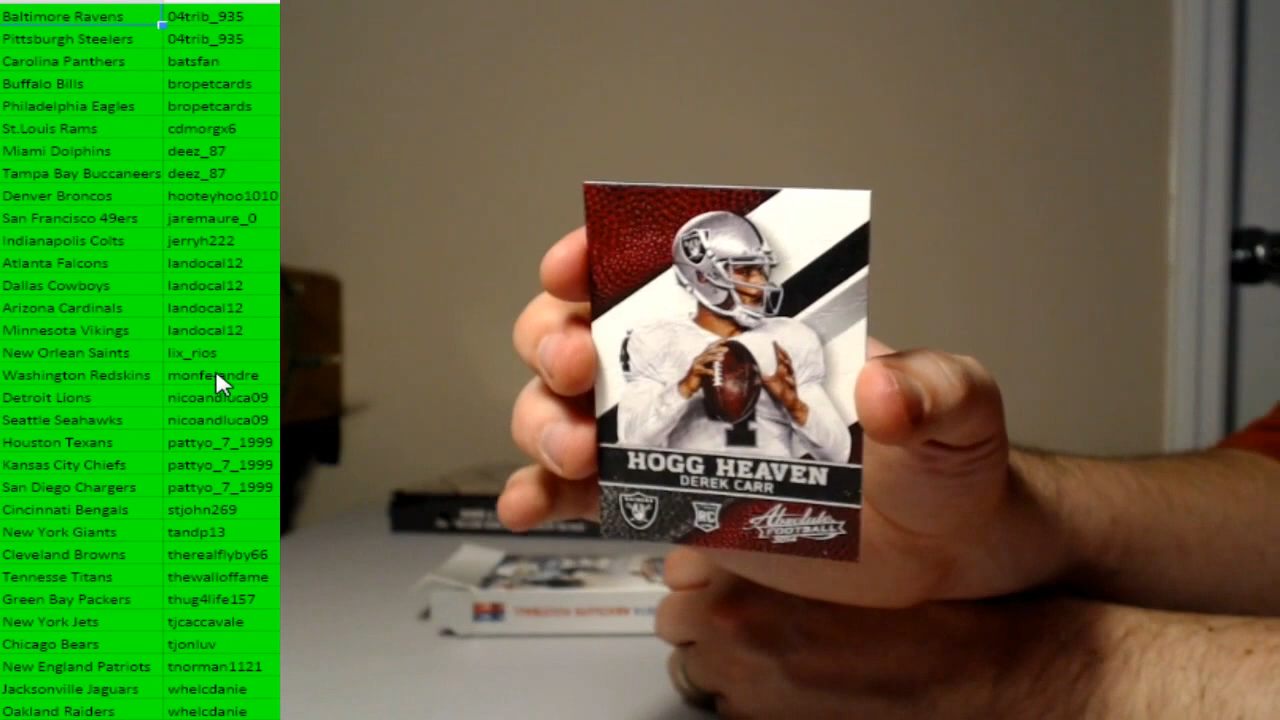 Baltimore Ravens 04trib_935
Pittsburgh Steelers 04trib_935
Carolina Panthers batsfan
Buffalo Bills bropetcards
Philadelphia Eagles bropetcards
St.Louis Rams cdmorgx6
Miami Dolphins deez_87
Tampa Bay Buccaneers deez_87
Denver Broncos hooteyhoo1010
San Francisco 49ers jaremaure_0
Indianapolis Colts jerryh222
Atlanta Falcons landocal12
Dallas Cowboys landocal12
Arizona Cardinals landocal12
Minnesota Vikings landocal12
New Orlean Saints lix_rios
Washington Redskins
Detroit Lions nicoandluca09
Seattle Seahawks nicoandluca09
Houston Texans pattyo_7_1999
Kansas City Chiefs pattyo_7_1999
San Diego Chargers pattyo_7_1999
Cincinnati Bengals stjohn269
New York Giants tandp13
Cleveland Browns therealflyby66
Tennesse Titans thewalloffame
Green Bay Packers thug4life157
New York Jets tjcaccavale
Chicago Bears tjonluv
New England Patriots tnorman1121
Jacksonville Jaguars whelcdanie
Oakland Raiders whelcdanie
HOGG HEAVEN
DEREK CARR
RAIDERS
RC
Absolute
FOOTBALL